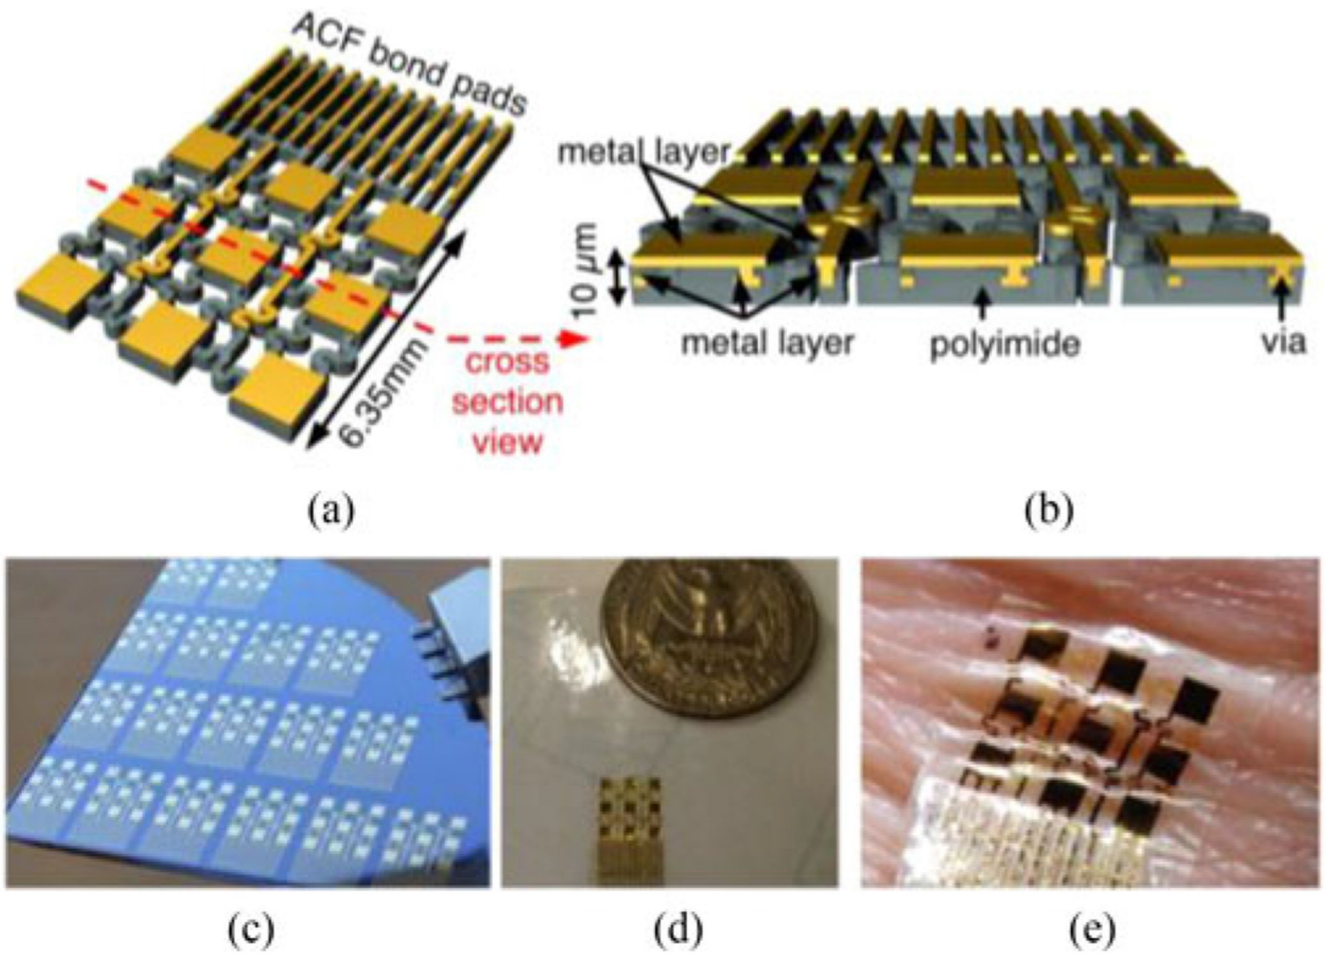 ACF bond pads
6.35mm
cross
section
view
(a)
metal layer
10 µm
metal layer
polyimide
via
(b)
(c)
(d)
(e)